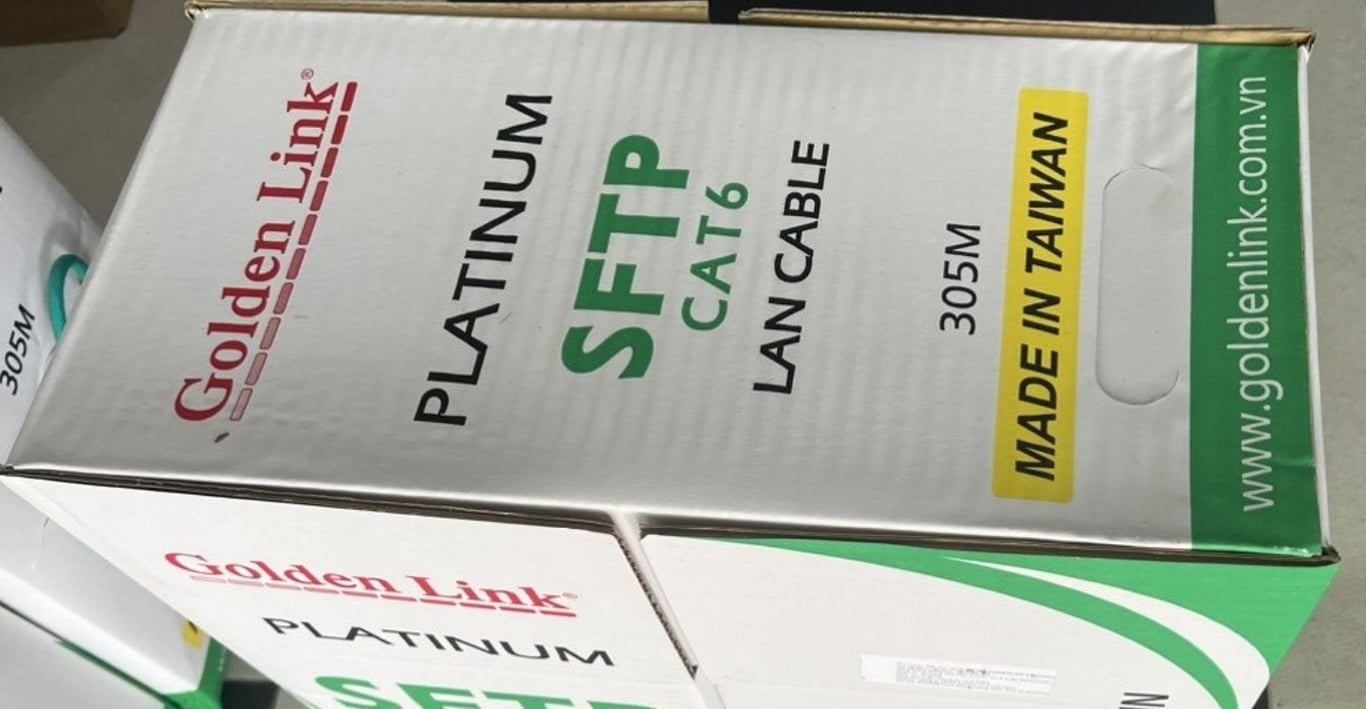 Golden Link®
PLATINUM
SFTP
CAT6
LAN CABLE
305M
MADE IN TAIWAN
www.goldenlink.com.vn
305M
Golden Link®
PLATINUM
SFTP